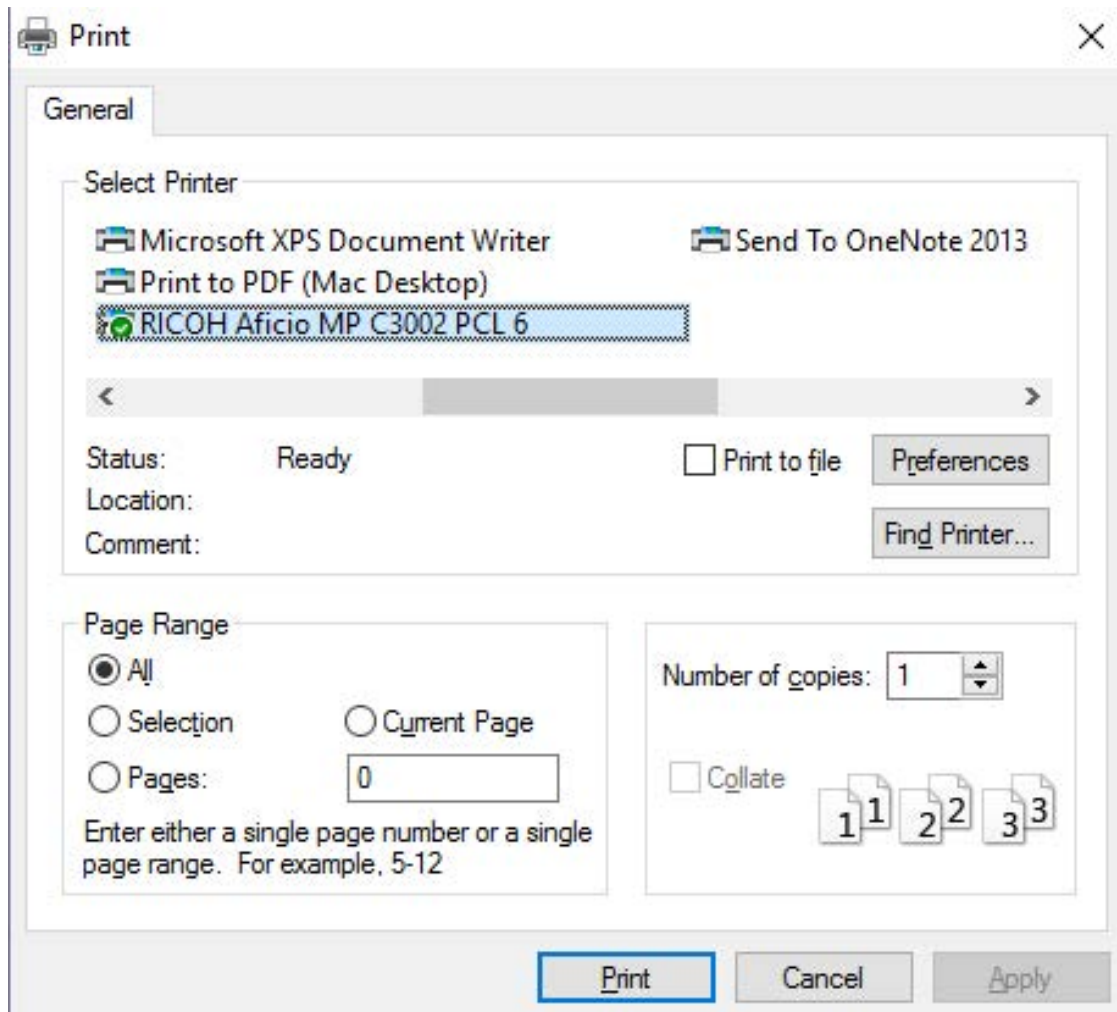 Print
General
Select Printer
Microsoft XPS Document Writer
Send To OneNote 2013
Print to PDF (Mac Desktop)
RICOH Aficio MP C3002 PCL 6
Status: Ready
Print to file
Preferences
Location:
Comment:
Find Printer...
Page Range
All
Selection
Current Page
Pages: 0
Enter either a single page number or a single
page range. For example, 5-12
Number of copies: 1
Collate
1 1 2 2 3 3
Print
Cancel
Apply